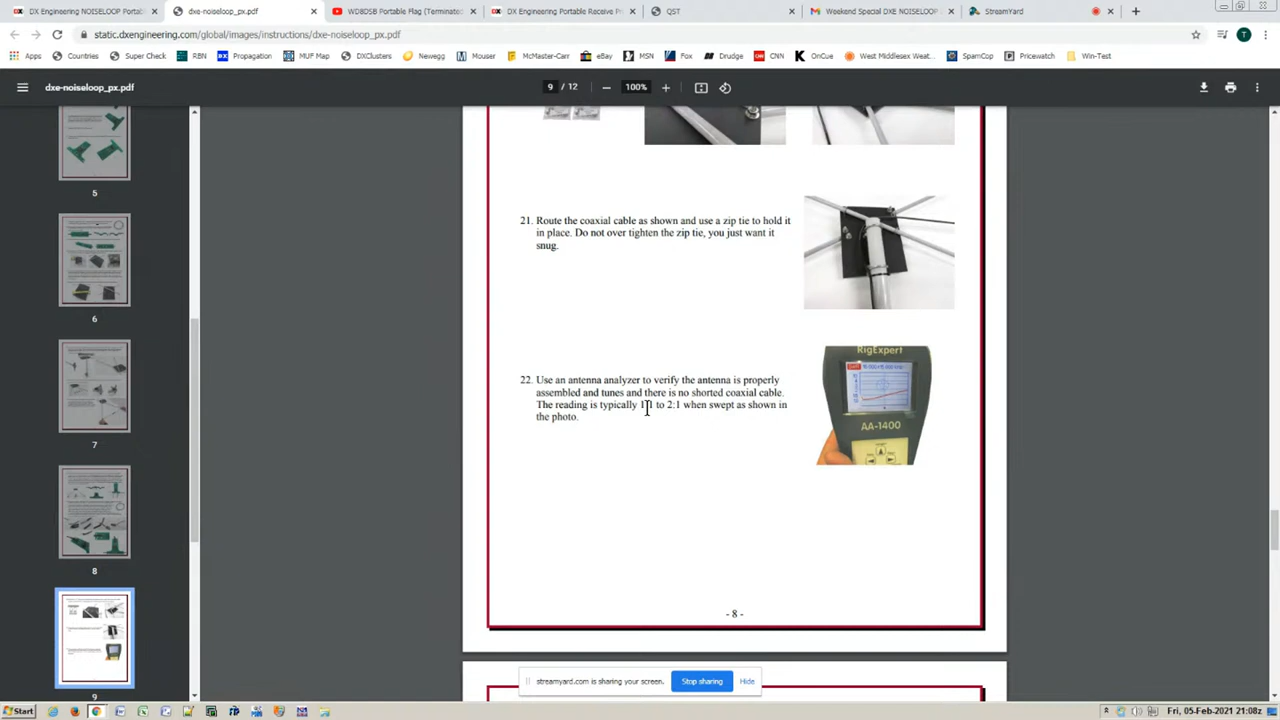 DX Engineering NOISELOOP Portabl
dxe-noiseloop_px.pdf
WD8DSB Portable Flag (Terminate
DX Engineering Portable Receive P
QST
Weekend Special DXE NOISELOOP
StreamYard
static.dxengineering.com/global/images/instructions/dxe-noiseloop_px.pdf
Apps
Countries
Super Check
RBN
Propagation
MUF Map
DXClusters
Newegg
Mouser
McMaster-Carr
eBay
MSN
Fox
Drudge
CNN
OnCue
West Middlesex Weat...
SpamCop
Pricewatch
Win-Test
dxe-noiseloop_px.pdf
9 / 12
100%
5
6
7
8
9
21. Route the coaxial cable as shown and use a zip tie to hold it
in place. Do not over tighten the zip tie, you just want it
snug.
22. Use an antenna analyzer to verify the antenna is properly
assembled and tunes and there is no shorted coaxial cable.
The reading is typically 1:1 to 2:1 when swept as shown in
the photo.
RigExpert
AA-1400
- 8 -
streamyard.com is sharing your screen.
Stop sharing
Hide
Start
Fri, 05-Feb-2021 21:08z